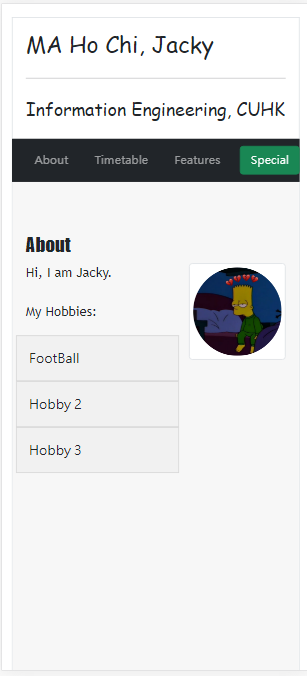 MA Ho Chi, Jacky
Information Engineering, CUHK
About Timetable Features Special
About
Hi, I am Jacky.
My Hobbies:
FootBall
Hobby 2
Hobby 3